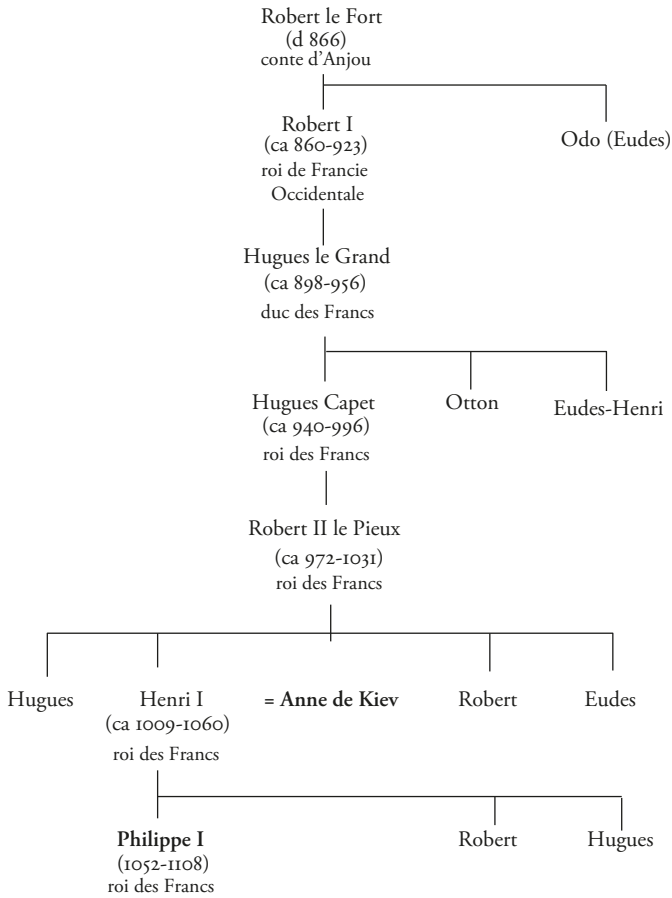 Robert le Fort
(d 866)
conte d'Anjou
Robert I
(ca 860-923)
roi de Francie
Occidentale
Odo (Eudes)
Hugues le Grand
(ca 898-956)
duc des Francs
Hugues Capet
(ca 940-996)
roi des Francs
Otton
Eudes-Henri
Robert II le Pieux
(ca 972-1031)
roi des Francs
Hugues
Henri I
(ca 1009-1060)
roi des Francs
= Anne de Kiev
Robert
Eudes
Philippe I
(1052-1108)
roi des Francs
Robert
Hugues